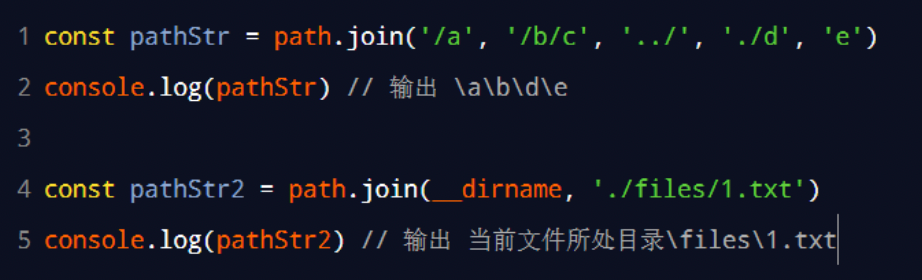 1 const pathStr = path.join('/a', '/b/c', '../', './d', 'e')
2 console.log(pathStr) // 输出 \a\b\d\e
3
4 const pathStr2 = path.join(__dirname, './files/1.txt')
5 console.log(pathStr2) // 输出 当前文件所处目录\files\1.txt